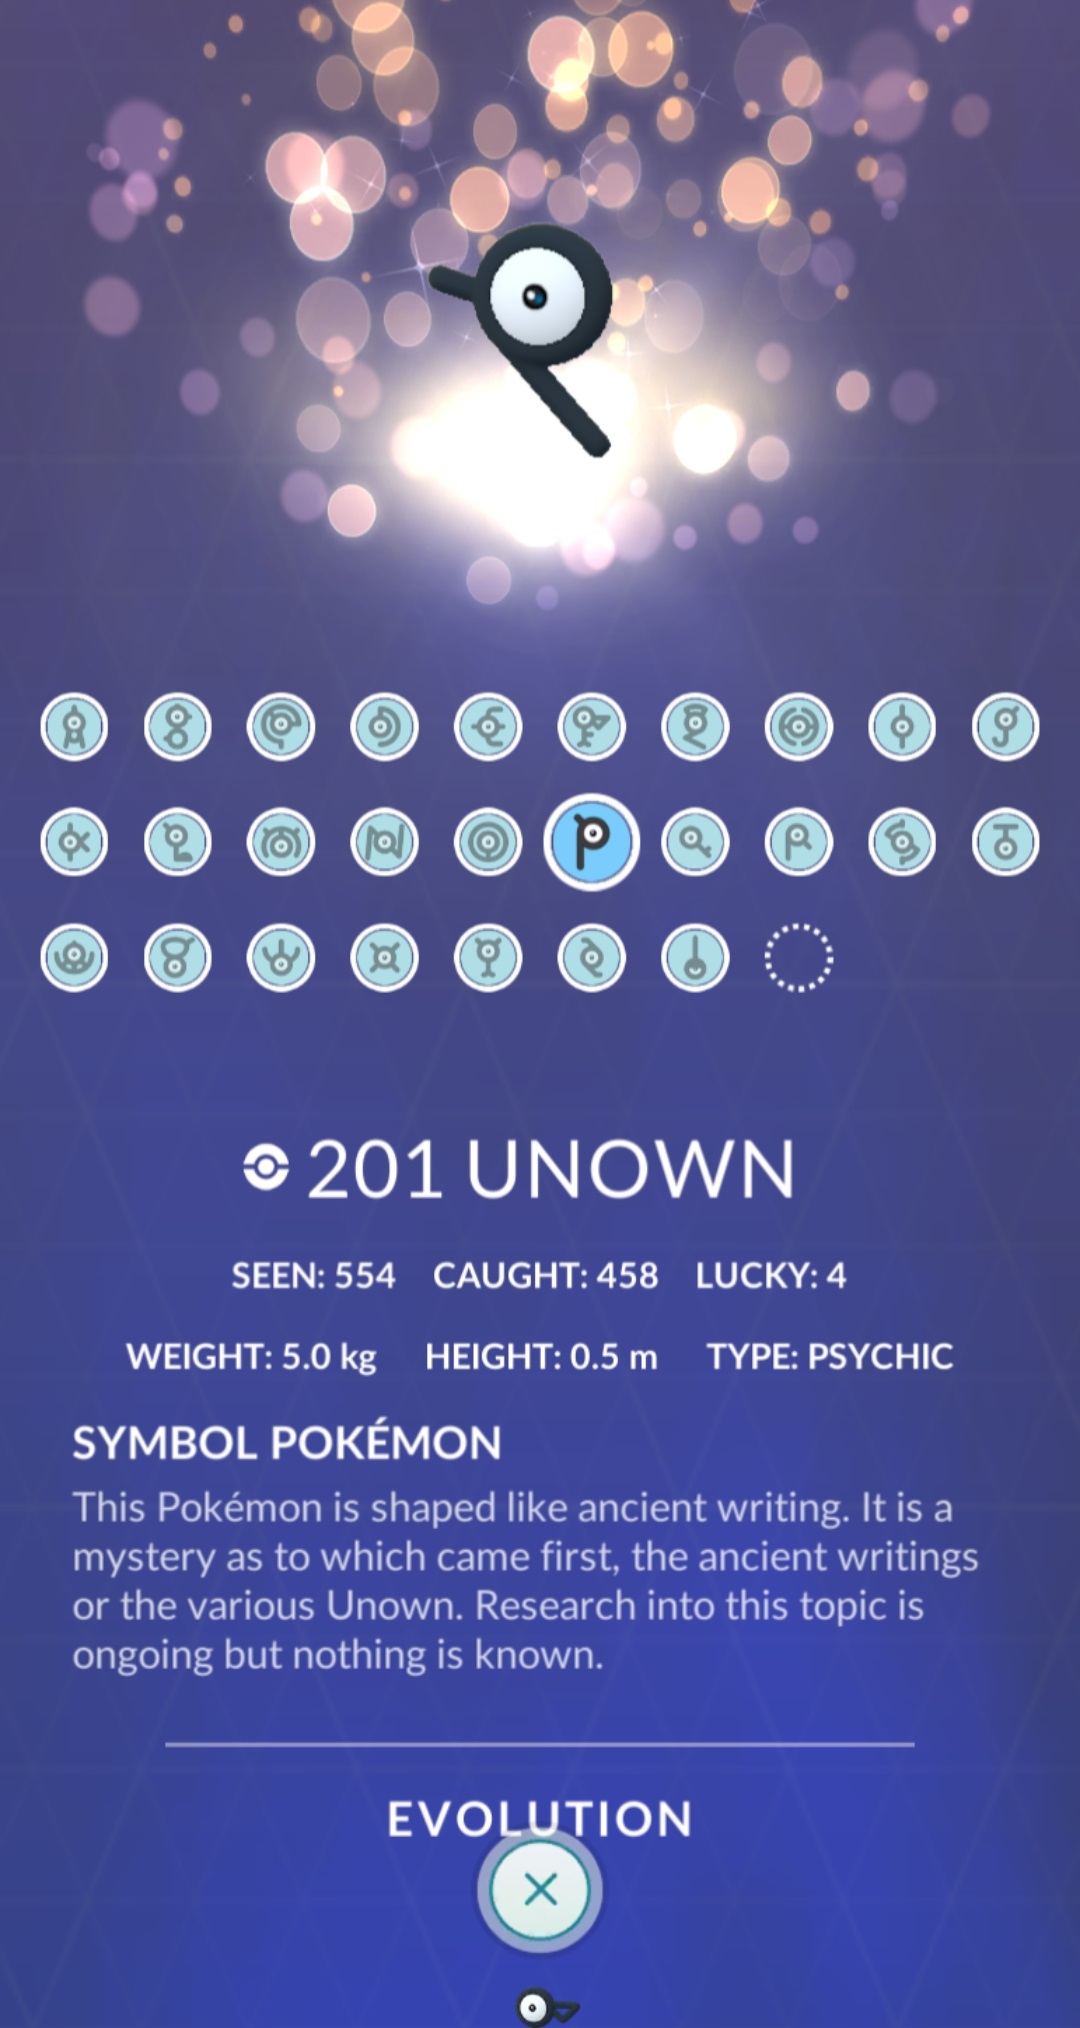 201 UNOWN
SEEN: 554 CAUGHT: 458 LUCKY: 4
WEIGHT: 5.0 kg HEIGHT: 0.5 m TYPE: PSYCHIC
SYMBOL POKÉMON
This Pokémon is shaped like ancient writing. It is a
mystery as to which came first, the ancient writings
or the various Unown. Research into this topic is
ongoing but nothing is known.
EVOLUTION